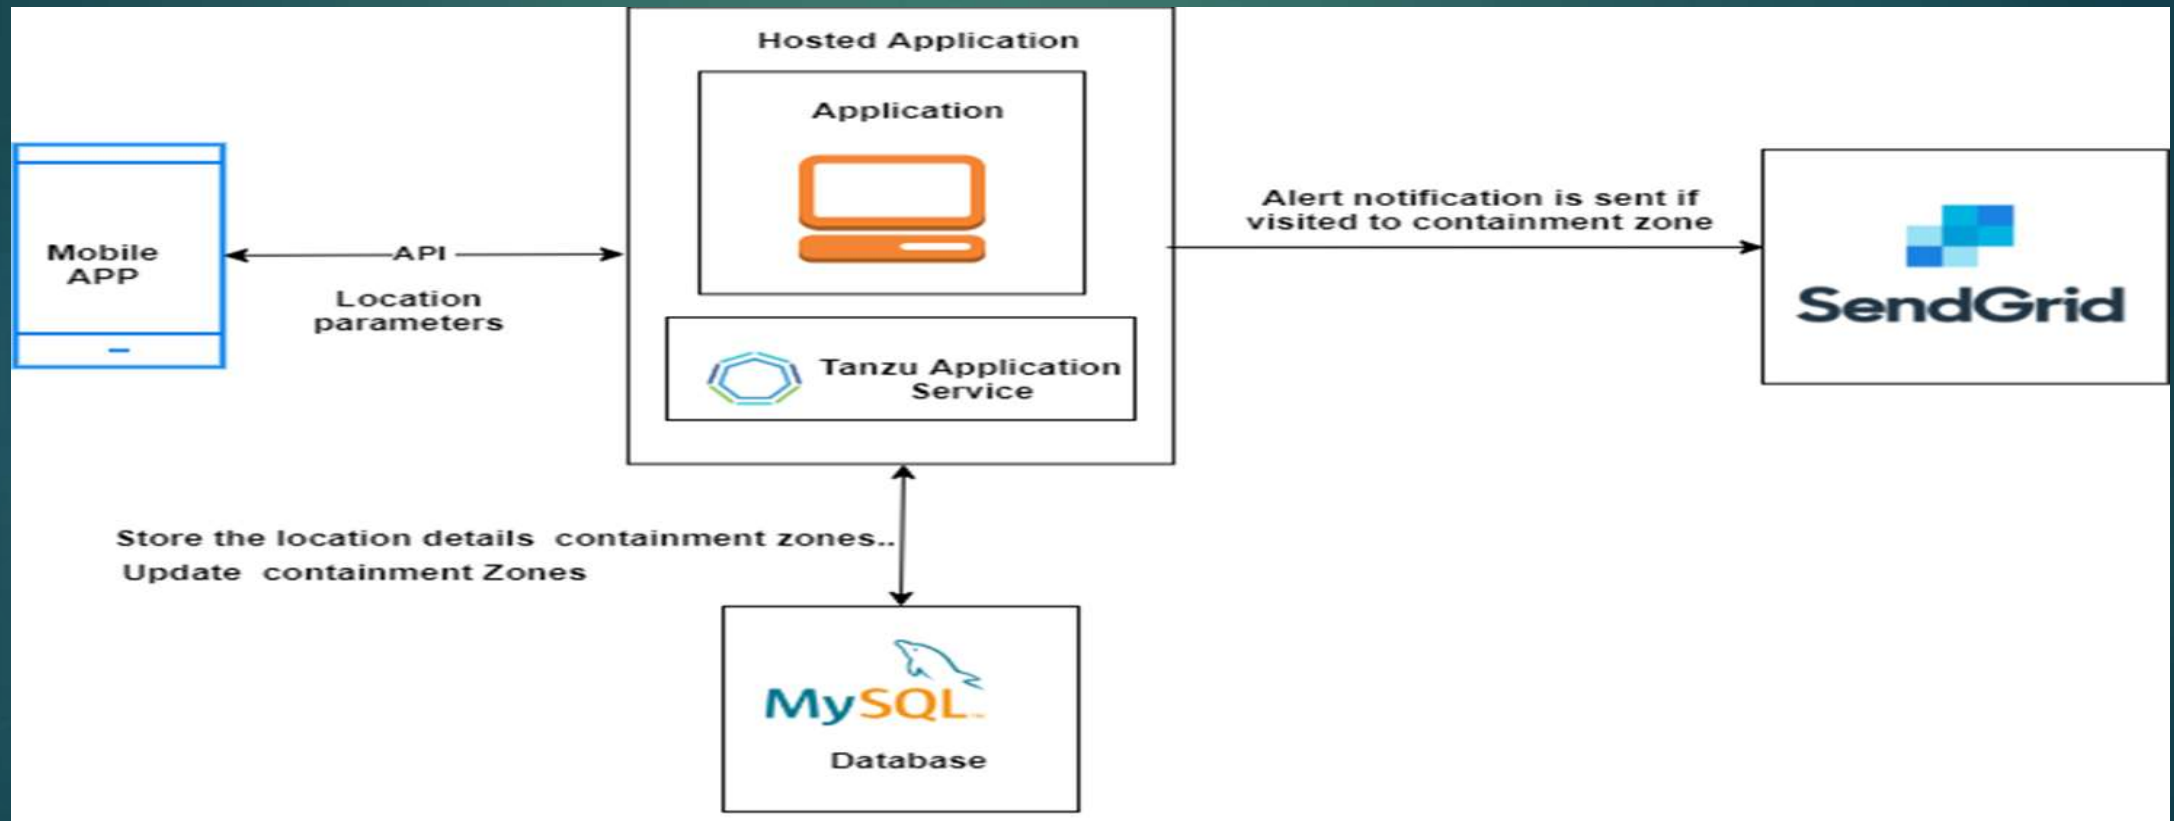 Hosted Application
Application
Mobile
APP
API
Location
parameters
Tanzu Application
Service
Alert notification is sent if
visited to containment zone
SendGrid
Store the location details  containment zones..
Update  containment Zones
MySQL™
Database